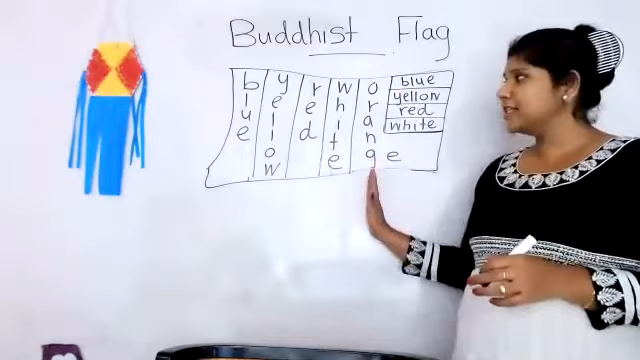 Buddhist Flag
blue
yellow
red
white
orange
blue
yellow
red
white